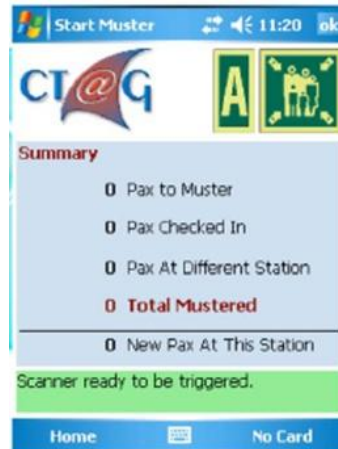 Start Muster 11:20 ok
CT@G A
Summary
0 Pax to Muster
0 Pax Checked In
0 Pax At Different Station
0 Total Mustered
0 New Pax At This Station
Scanner ready to be triggered.
Home No Card